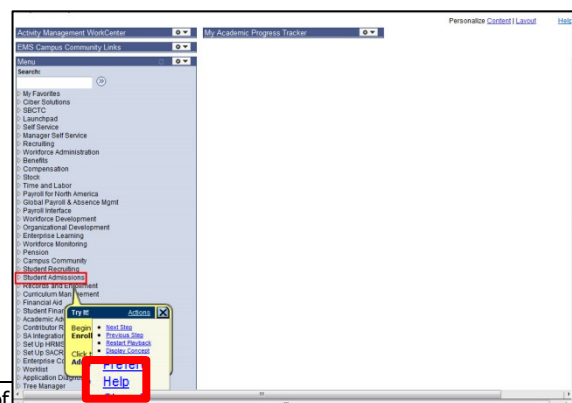 Personalize Content | Layout Help
Activity Management WorkCenter
My Academic Progress Tracker
EMS Campus Community Links
Menu
Search:
My Favorites
Ciber Solutions
SBCTC
Launchpad
Self Service
Manager Self Service
Recruiting
Workforce Administration
Benefits
Compensation
Stock
Time and Labor
Payroll for North America
Global Payroll & Absence Mgmt
Payroll Interface
Workforce Development
Organizational Development
Enterprise Learning
Workforce Monitoring
Pension
Campus Community
Student Recruiting
Student Admissions
Records and Enrollment
Curriculum Management
Financial Aid
Student Finan
Academic Adv
Contributor R
SA Integration
Set Up HRMS
Set Up SACR
Enterprise Co
Worklist
Application Diagnos
Tree Manager
Try It! Actions
Begin
Enroll
Click t
Ad
Next Step
Previous Step
Restart Playback
Display Concept
Prefere
Help
of